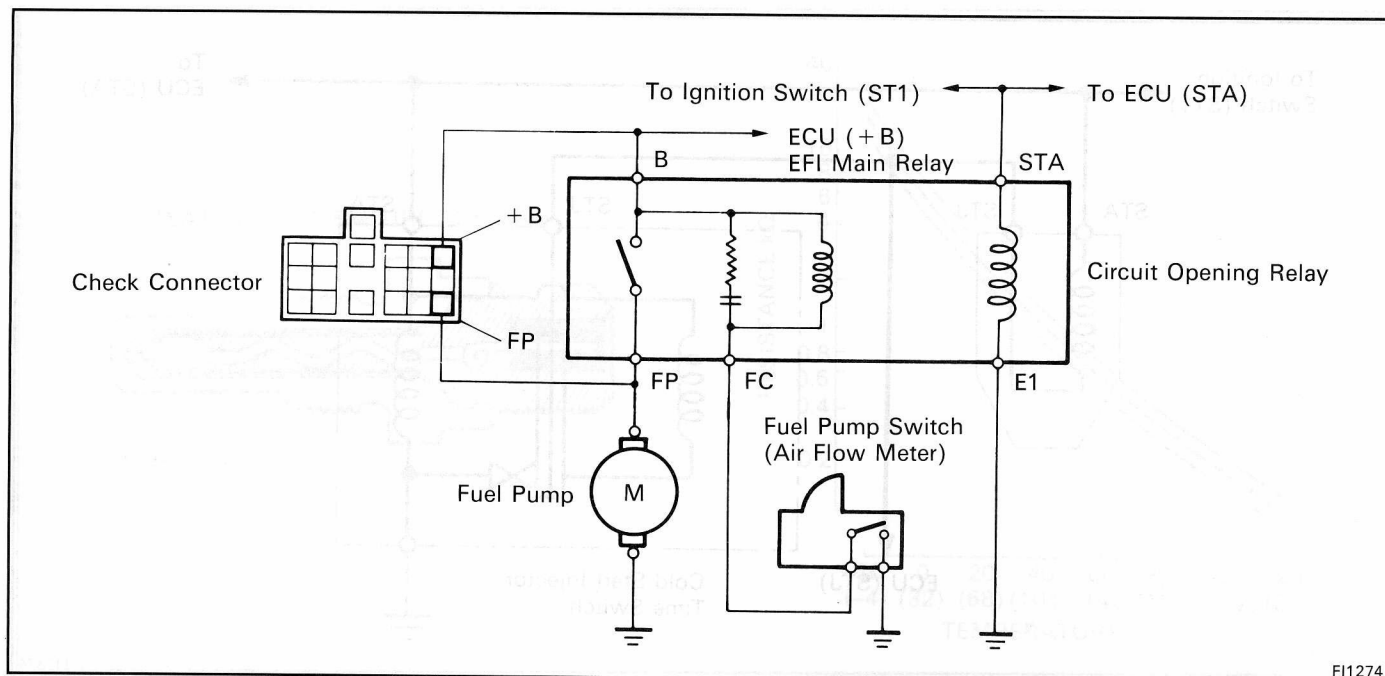 To Ignition Switch (ST1)
To ECU (STA)
ECU (+B)
EFI Main Relay
B
STA
+B
Check Connector
FP
Circuit Opening Relay
FP
FC
E1
Fuel Pump Switch
(Air Flow Meter)
Fuel Pump
M
FI1274